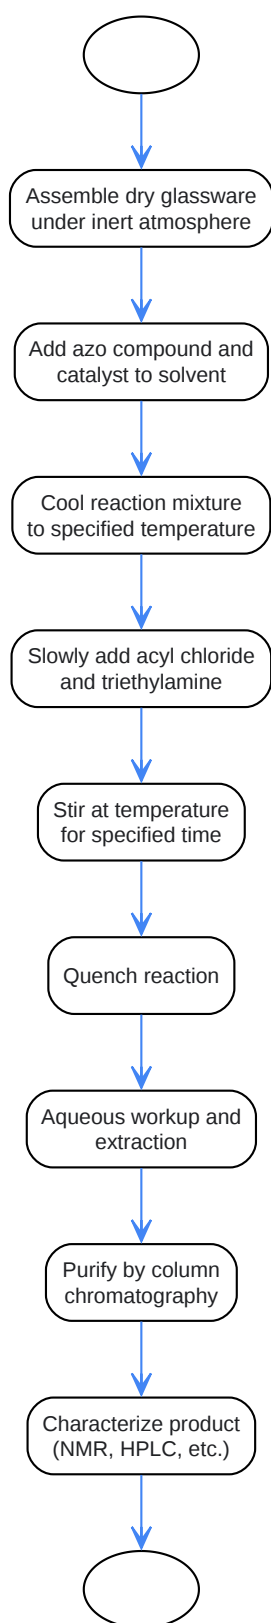 Assemble dry glassware
under inert atmosphere
Add azo compound and
catalyst to solvent
Cool reaction mixture
to specified temperature
Slowly add acyl chloride
and triethylamine
Stir at temperature
for specified time
Quench reaction
Aqueous workup and
extraction
Purify by column
chromatography
Characterize product
(NMR, HPLC, etc.)